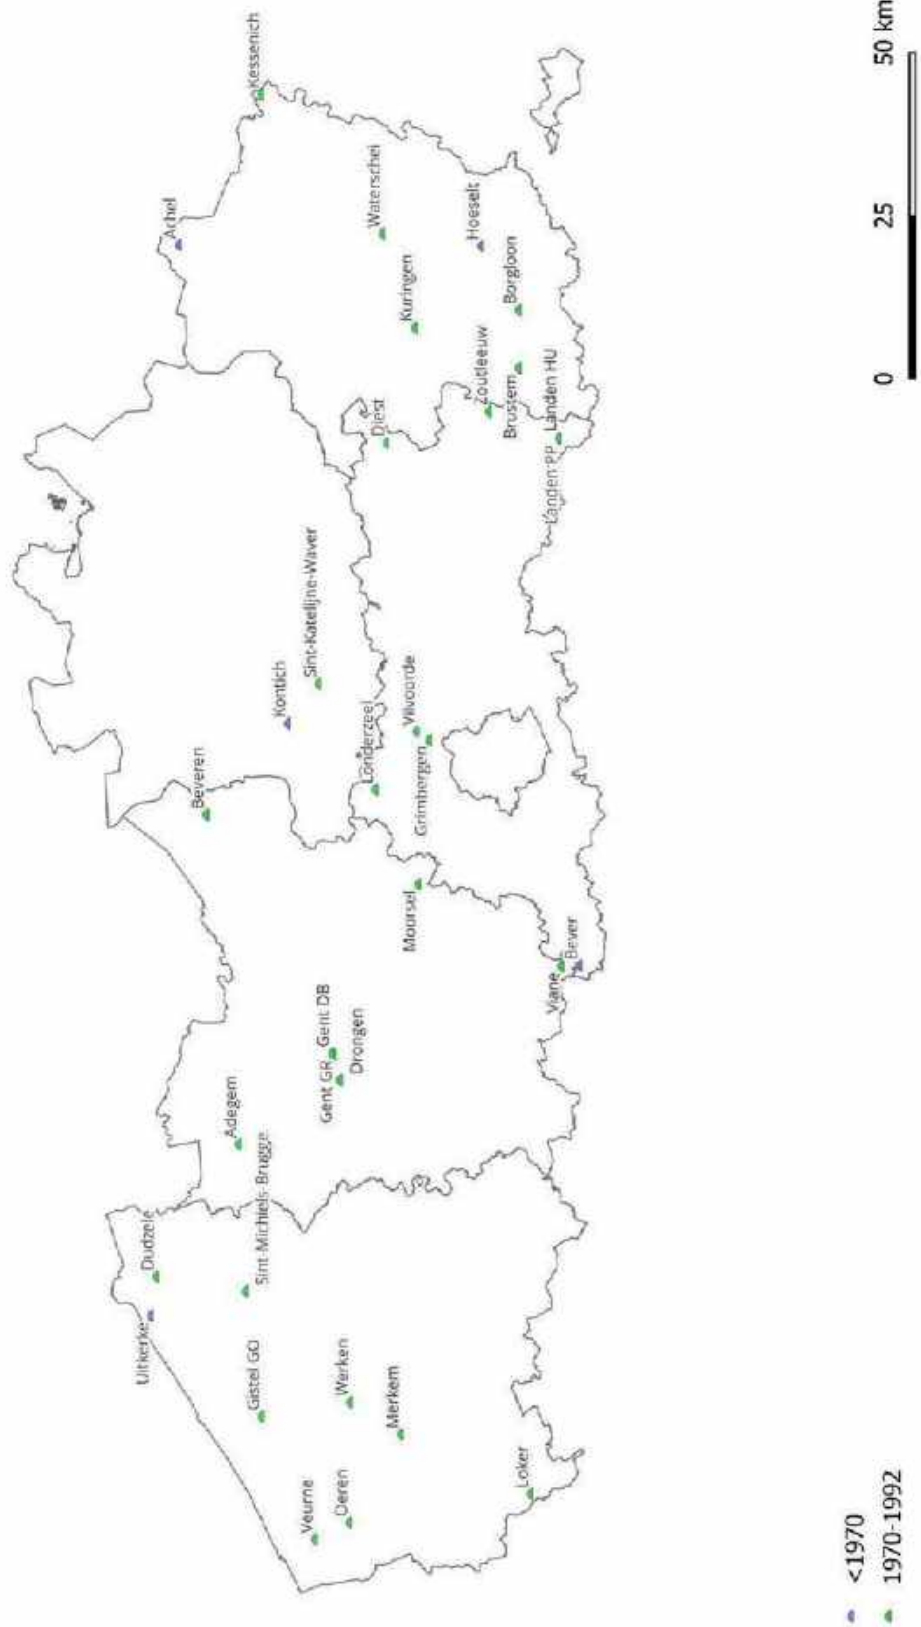 Kessenich
Achel
Waterschei
Hoeselt
Kuringen
Borgloon
Zoutleeuw
Brustem
Landen HU
Landen PP
Diest
Sint-Katelijne-Waver
Kontich
Vilvoorde
Londerzeel
Grimbergen
Beveren
Moorsel
Bever
Viane
Gent DB
Gent GR
Drongen
Adegem
Sint-Michiels-Brugge
Dudzele
Uitkerke
Gistel GO
Werken
Merkem
Veurne
Oeren
Loker
<1970
1970-1992
0 25 50 km